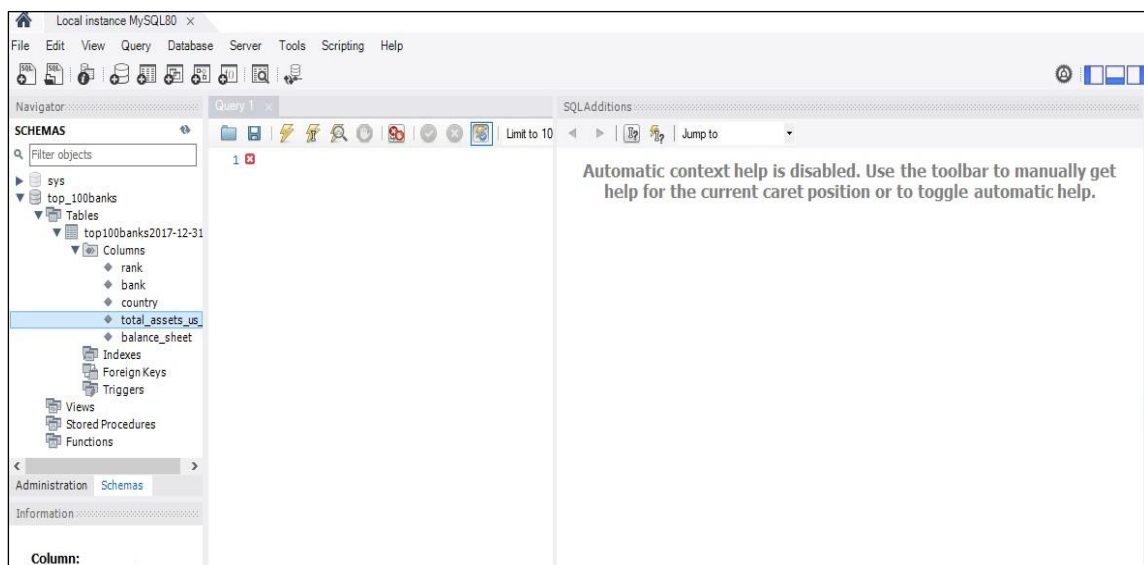 Local instance MySQL80 ×
File Edit View Query Database Server Tools Scripting Help
Navigator
SCHEMAS
Filter objects
sys
top_100banks
Tables
top100banks2017-12-31
Columns
rank
bank
country
total_assets_us_
balance_sheet
Indexes
Foreign Keys
Triggers
Views
Stored Procedures
Functions
Administration Schemas
Information
Column:
Query 1 ×
Limit to 10
1
SQLAdditions
Jump to
Automatic context help is disabled. Use the toolbar to manually get
help for the current caret position or to toggle automatic help.